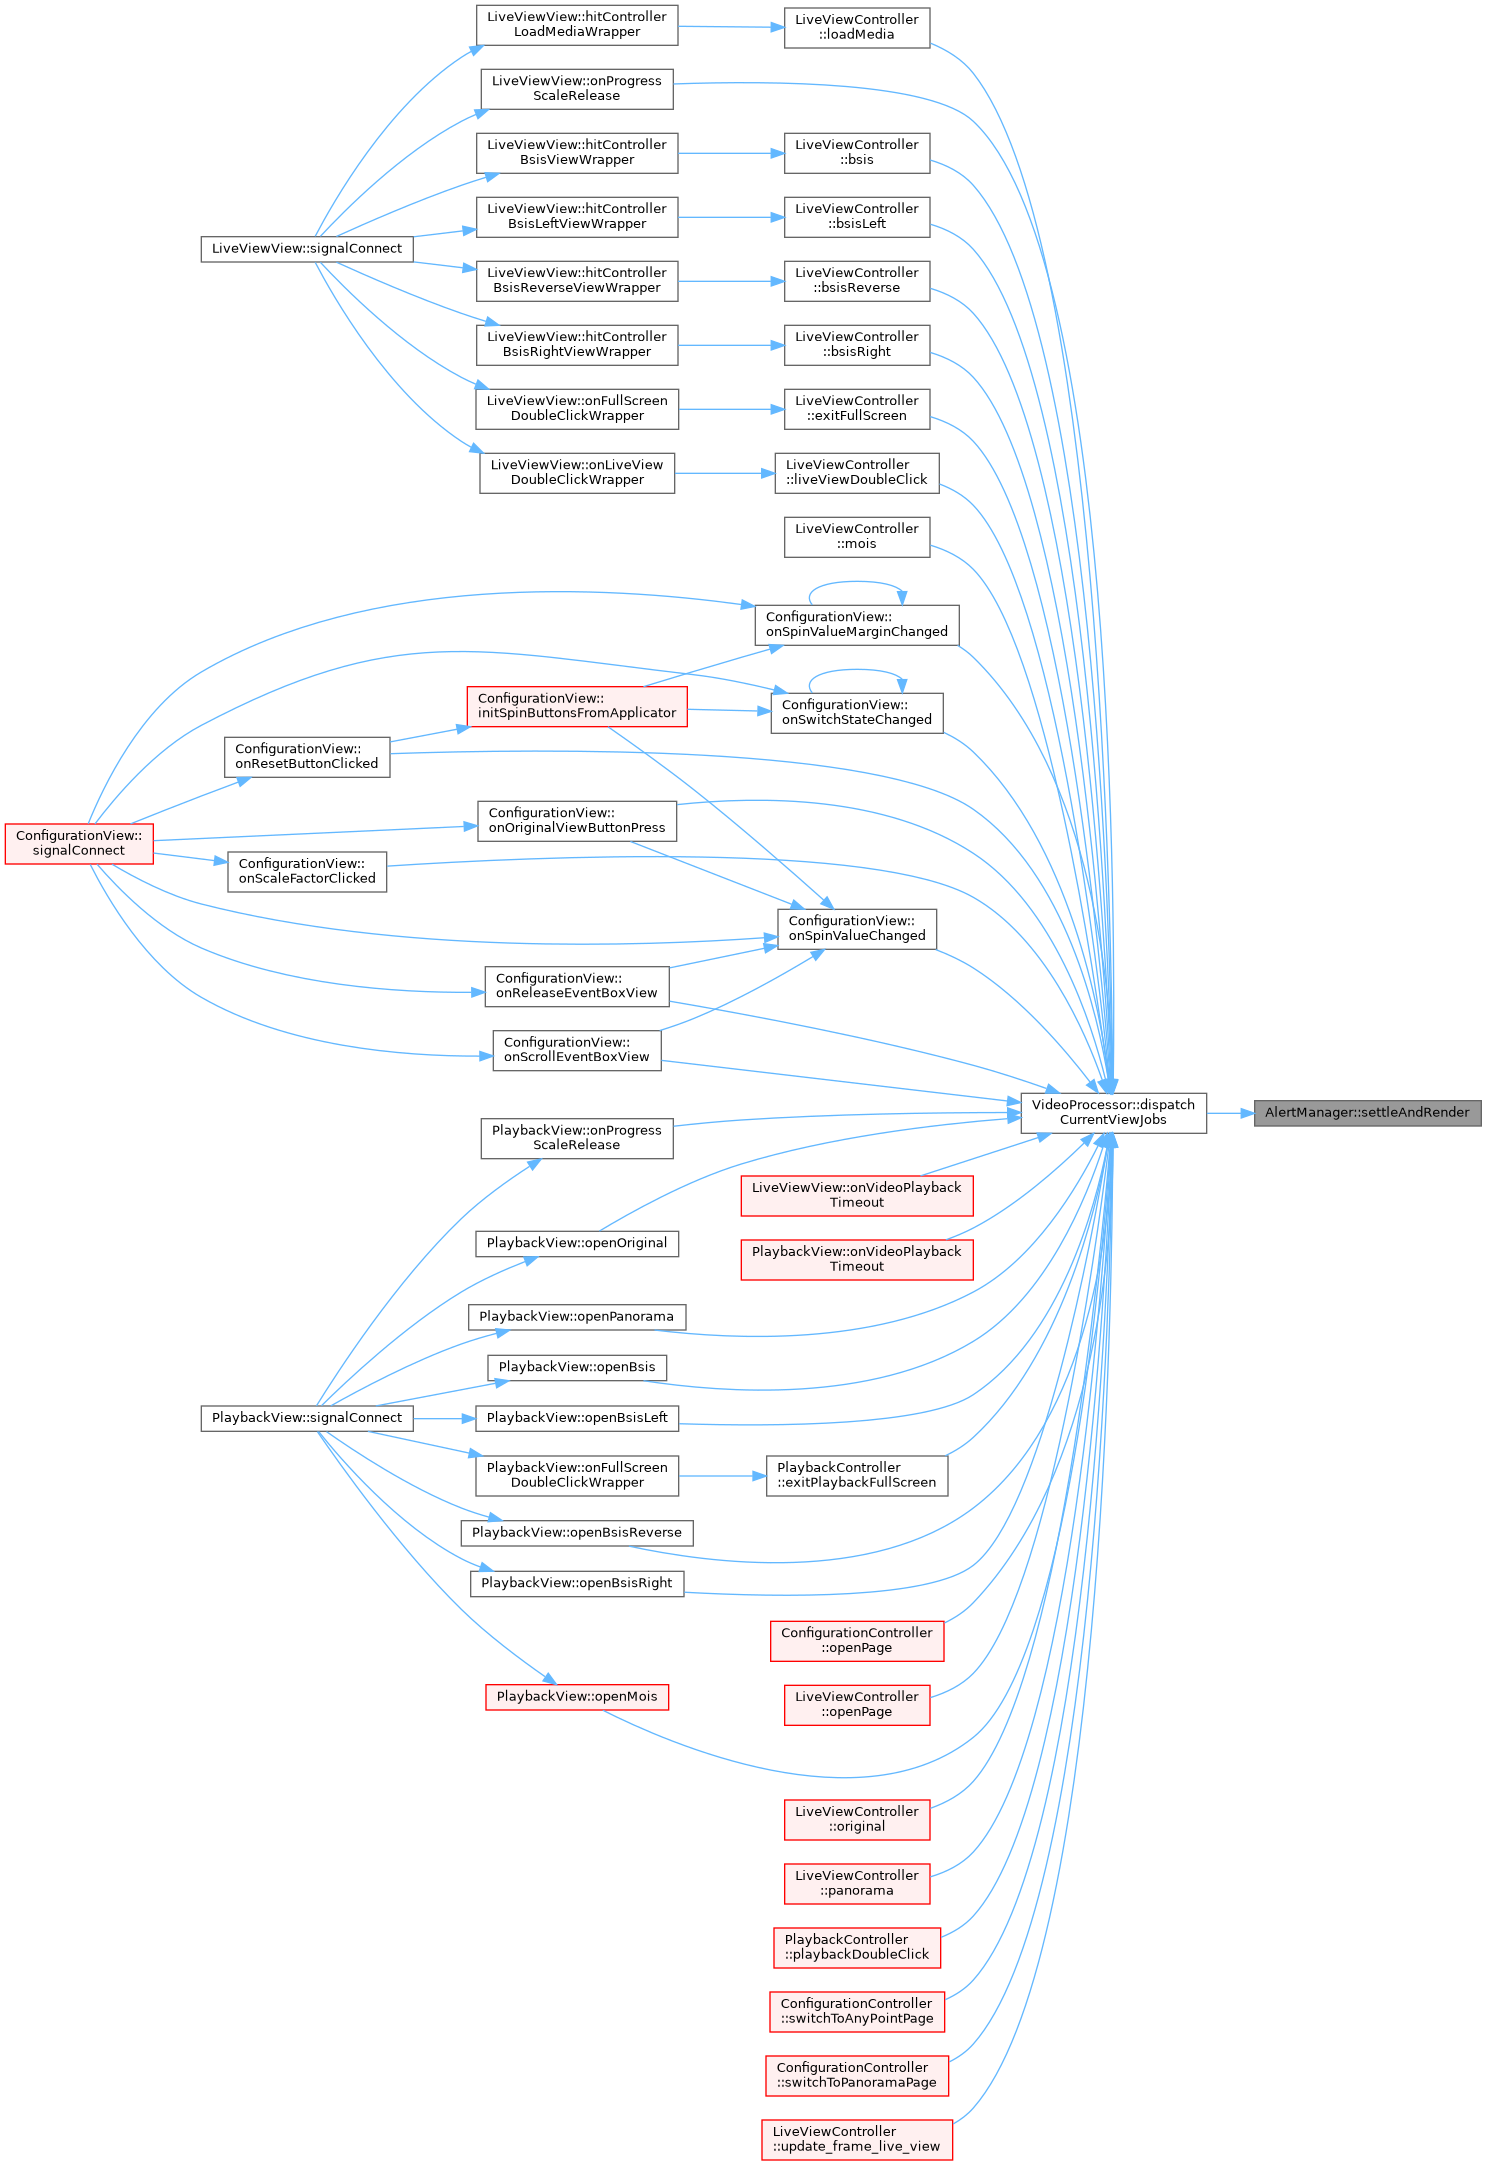 LiveViewView::hitController
LoadMediaWrapper
LiveViewController
::loadMedia
LiveViewView::onProgress
ScaleRelease
LiveViewView::hitController
BsisViewWrapper
LiveViewController
::bsis
LiveViewView::hitController
BsisLeftViewWrapper
LiveViewController
::bsisLeft
LiveViewView::signalConnect
LiveViewView::hitController
BsisReverseViewWrapper
LiveViewController
::bsisReverse
LiveViewView::hitController
BsisRightViewWrapper
LiveViewController
::bsisRight
LiveViewView::onFullScreen
DoubleClickWrapper
LiveViewController
::exitFullScreen
LiveViewView::onLiveView
DoubleClickWrapper
LiveViewController
::liveViewDoubleClick
LiveViewController
::mois
ConfigurationView::
onSpinValueMarginChanged
ConfigurationView::
initSpinButtonsFromApplicator
ConfigurationView::
onSwitchStateChanged
ConfigurationView::
onResetButtonClicked
ConfigurationView::
onOriginalViewButtonPress
ConfigurationView::
signalConnect
ConfigurationView::
onScaleFactorClicked
ConfigurationView::
onSpinValueChanged
ConfigurationView::
onReleaseEventBoxView
ConfigurationView::
onScrollEventBoxView
VideoProcessor::dispatch
CurrentViewJobs
AlertManager::settleAndRender
PlaybackView::onProgress
ScaleRelease
LiveViewView::onVideoPlayback
Timeout
PlaybackView::openOriginal
PlaybackView::onVideoPlayback
Timeout
PlaybackView::openPanorama
PlaybackView::openBsis
PlaybackView::signalConnect
PlaybackView::openBsisLeft
PlaybackView::onFullScreen
DoubleClickWrapper
PlaybackController
::exitPlaybackFullScreen
PlaybackView::openBsisReverse
PlaybackView::openBsisRight
ConfigurationController
::openPage
PlaybackView::openMois
LiveViewController
::openPage
LiveViewController
::original
LiveViewController
::panorama
PlaybackController
::playbackDoubleClick
ConfigurationController
::switchToAnyPointPage
ConfigurationController
::switchToPanoramaPage
LiveViewController
::update_frame_live_view